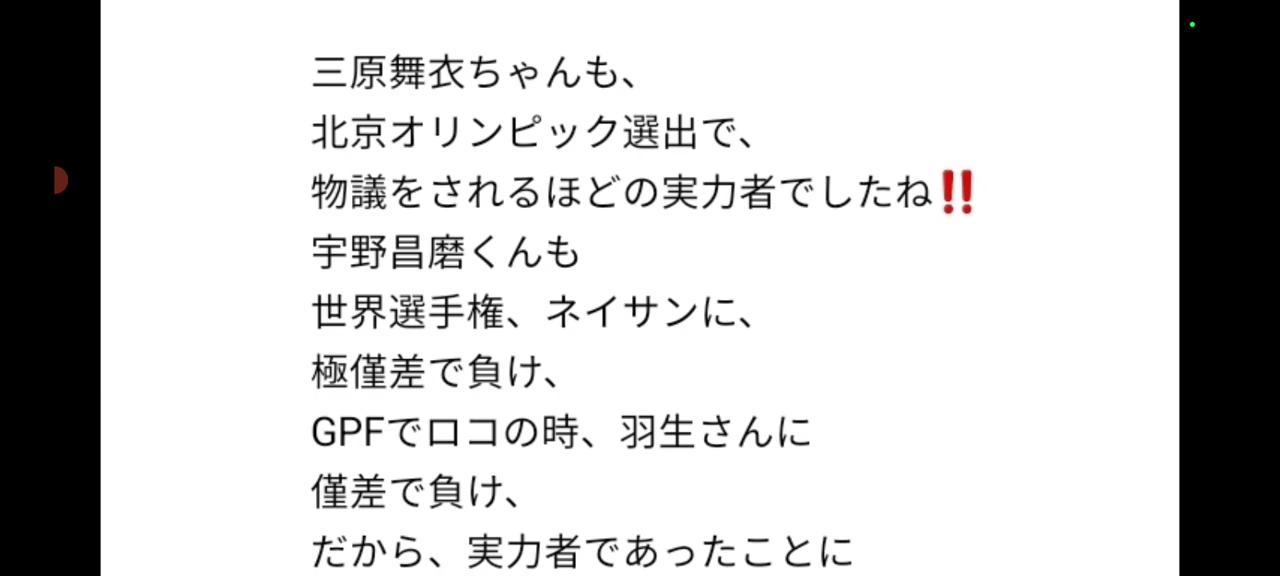 三原舞衣ちゃんも、
北京オリンピック選出で、
物議をされるほどの実力者でしたね‼️
宇野昌磨くんも
世界選手権、ネイサンに、
極僅差で負け、
GPFでロコの時、羽生さんに
僅差で負け、
だから、実力者であったことに